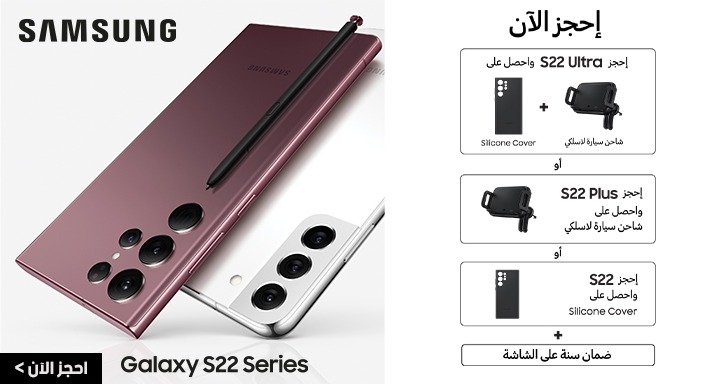 SAMSUNG
SAMSUNG
Galaxy S22 Series
احجز الآن >
إحجز الآن
إحجز S22 Ultra واحصل على
+
Silicone Cover
شاحن سيارة لاسلكي
أو
إحجز S22 Plus
واحصل على
شاحن سيارة لاسلكي
أو
إحجز S22
واحصل على
Silicone Cover
+
ضمان سنة على الشاشة